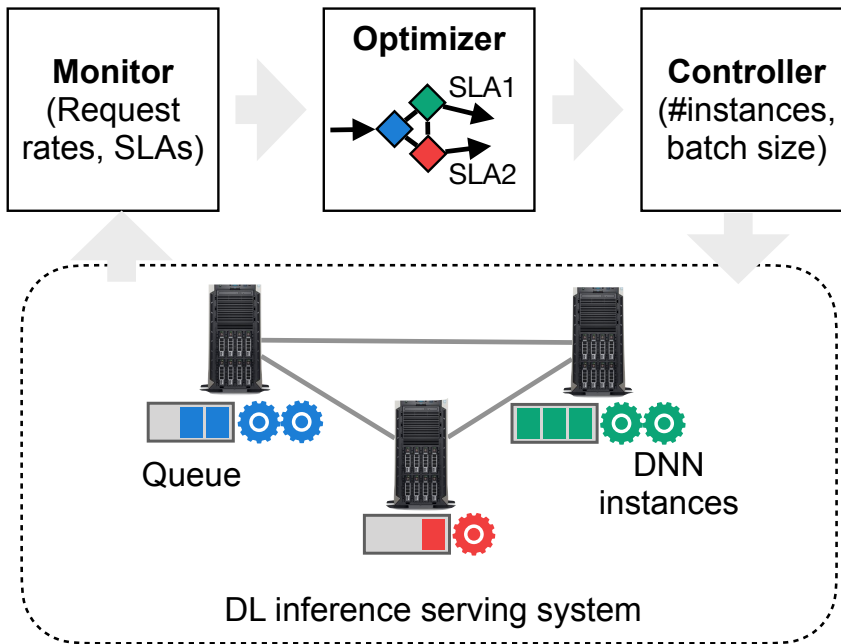 Monitor
(Request
rates, SLAs)
Optimizer
SLA1
SLA2
Controller
(#instances,
batch size)
Queue
DNN
instances
DL inference serving system